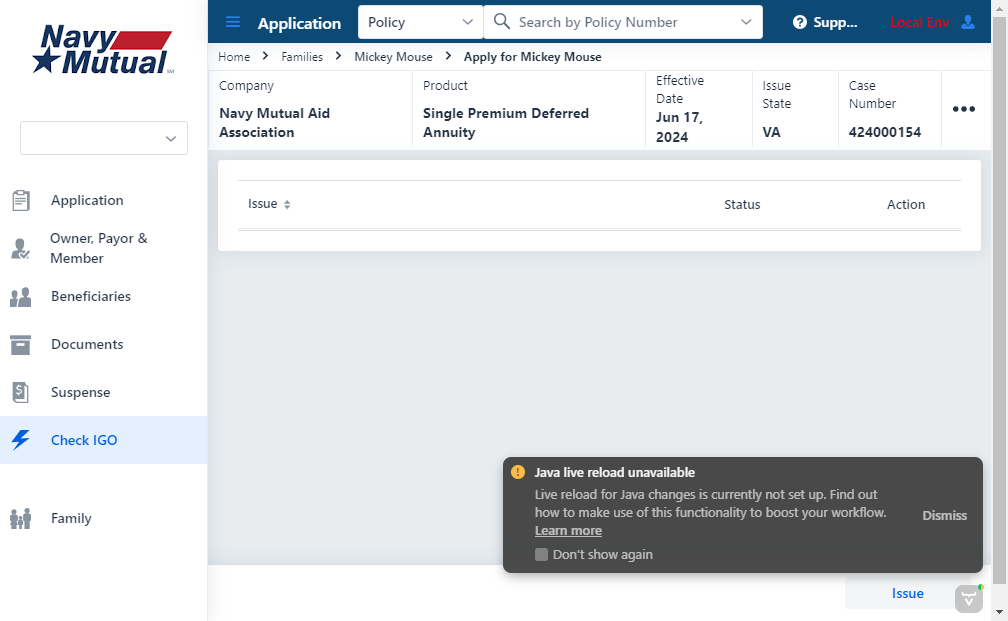 Navy
Mutual
SM
Application
Policy
Search by Policy Number
Supp...
Local Env
Home
Families
Mickey Mouse
Apply for Mickey Mouse
Company
Navy Mutual Aid
Association
Product
Single Premium Deferred
Annuity
Effective
Date
Jun 17,
2024
Issue
State
VA
Case
Number
424000154
Application
Owner, Payor &
Member
Beneficiaries
Documents
Suspense
Check IGO
Family
Issue
Status
Action
Java live reload unavailable
Live reload for Java changes is currently not set up. Find out
how to make use of this functionality to boost your workflow.
Learn more
Don't show again
Dismiss
Issue